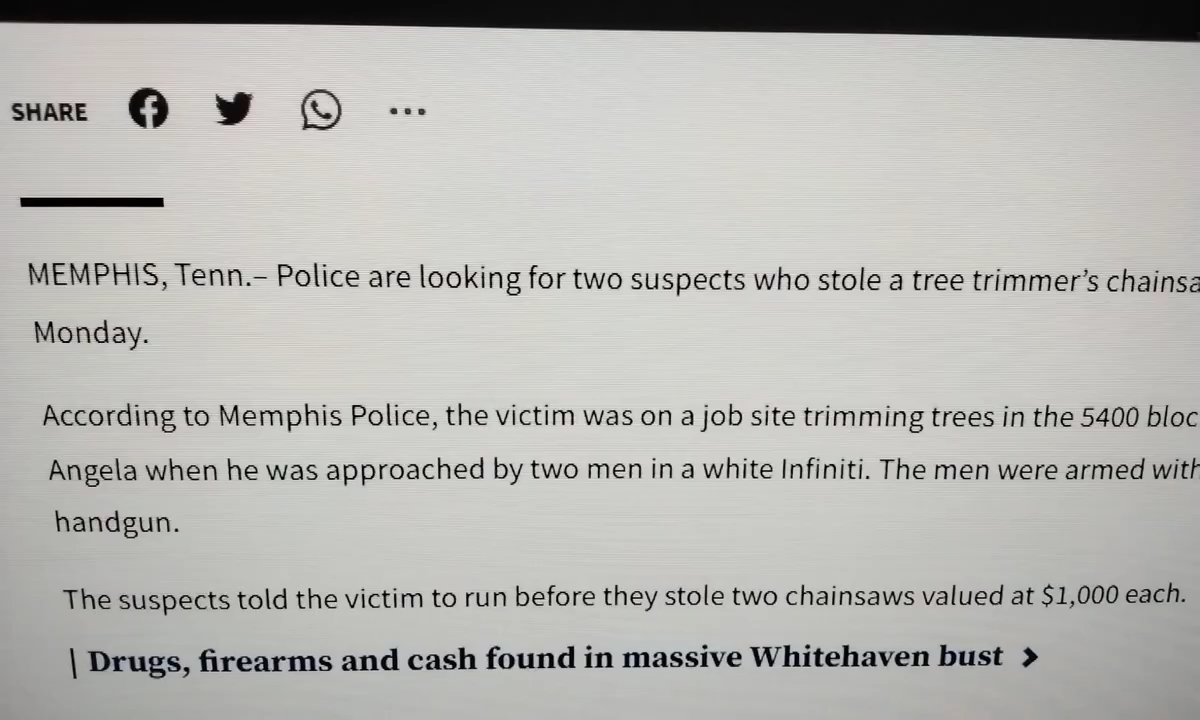 SHARE
MEMPHIS, Tenn.– Police are looking for two suspects who stole a tree trimmer's chainsa
Monday.
According to Memphis Police, the victim was on a job site trimming trees in the 5400 bloc
Angela when he was approached by two men in a white Infiniti. The men were armed with
handgun.
The suspects told the victim to run before they stole two chainsaws valued at $1,000 each.
| Drugs, firearms and cash found in massive Whitehaven bust >